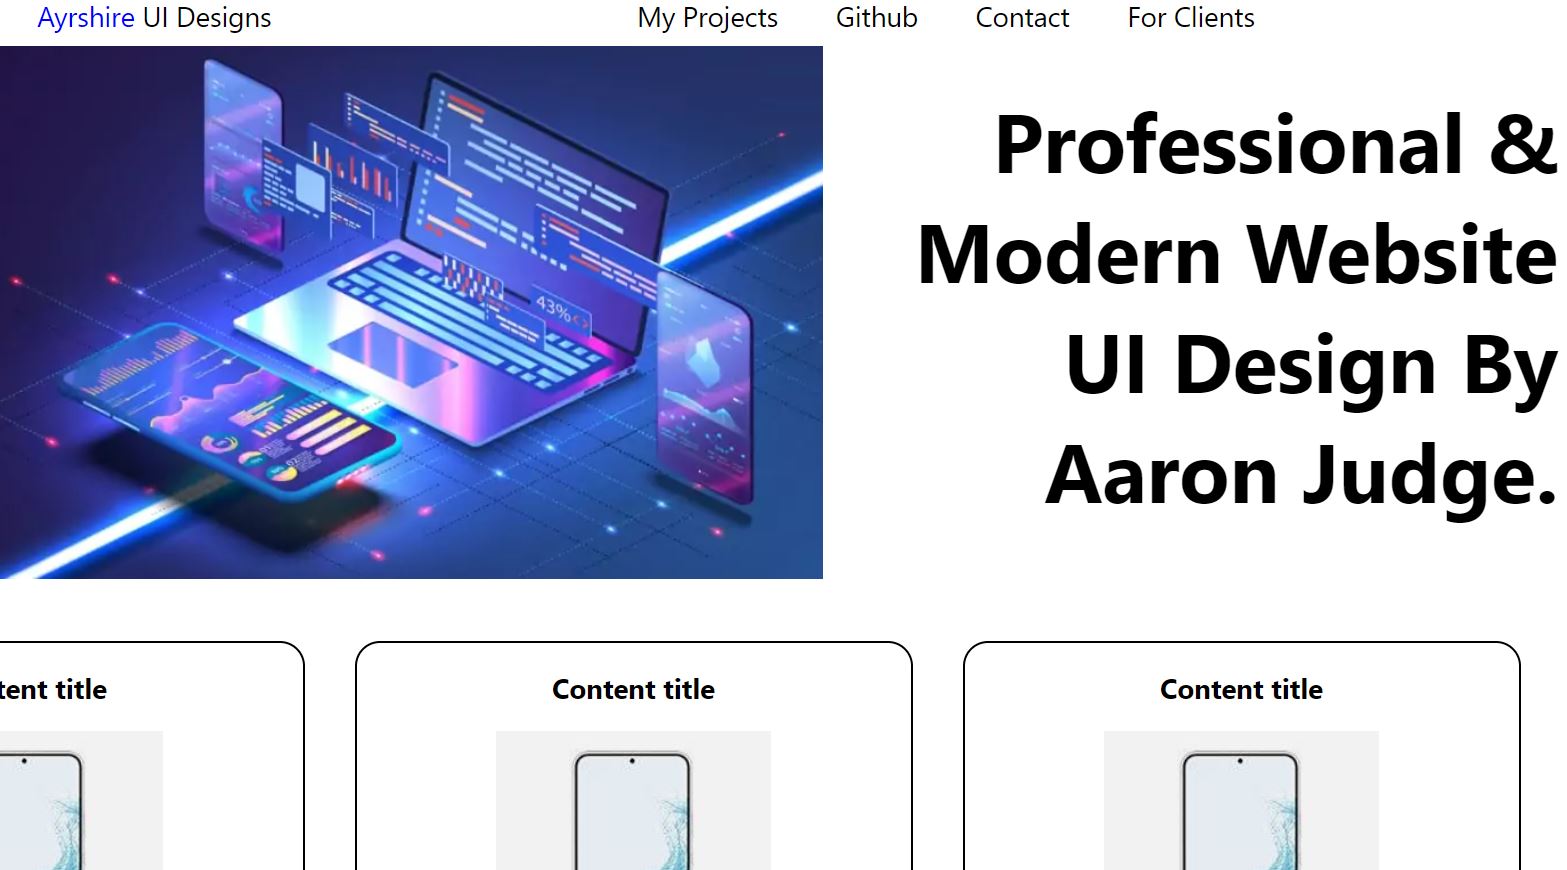 Ayrshire UI Designs My Projects Github Contact For Clients
Professional &
Modern Website
UI Design By
Aaron Judge.
43%<>
tent title Content title Content title